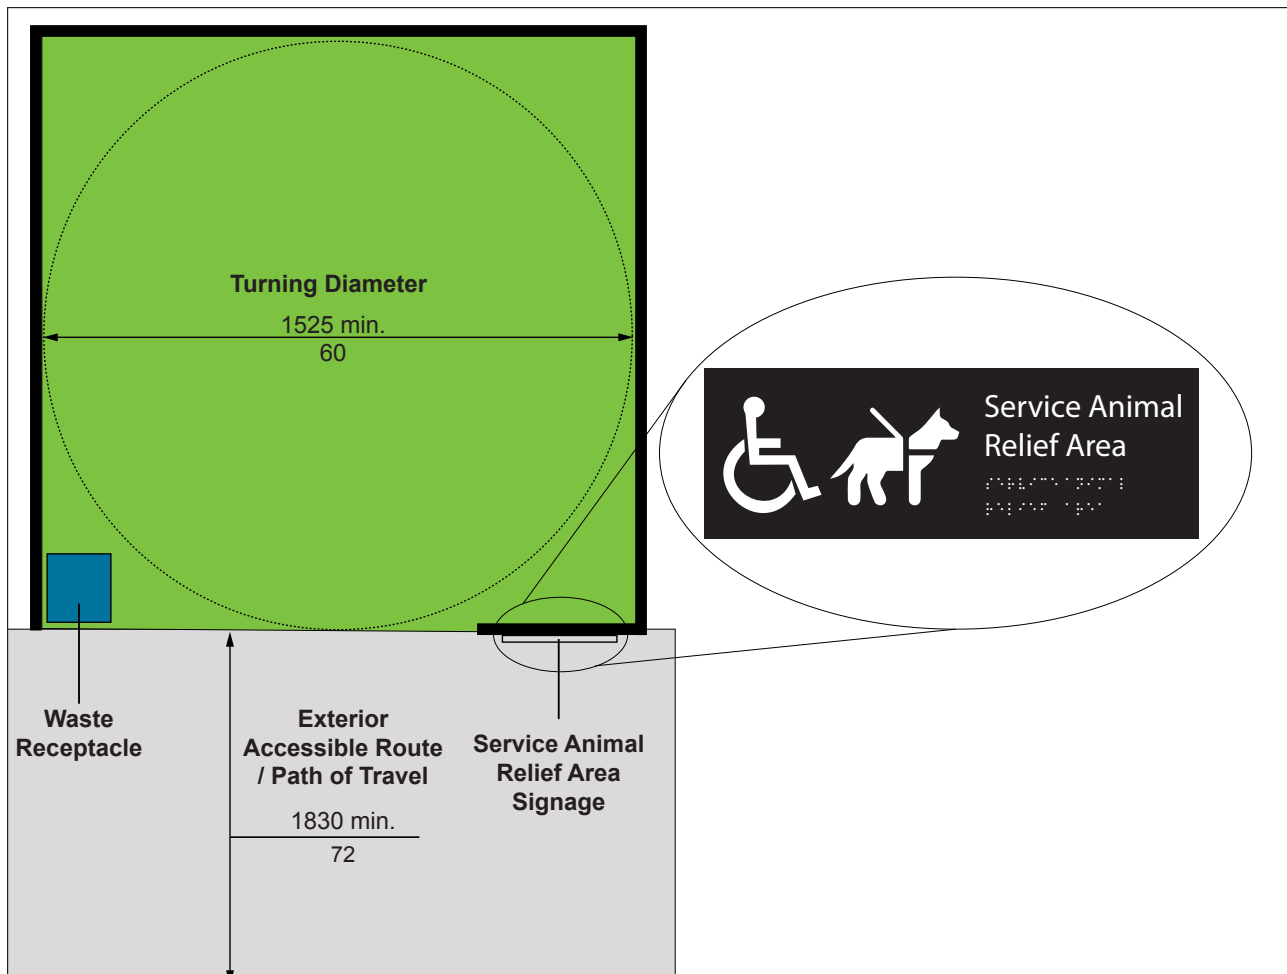 Turning Diameter
1525 min.
60
Service Animal
Relief Area
⠎⠑⠗⠧⠊⠉⠑⠁⠝⠊⠍⠁⠇
⠗⠑⠇⠊⠑⠋ ⠁⠗⠑⠁
Waste
Receptacle
Exterior
Accessible Route
/ Path of Travel
1830 min.
72
Service Animal
Relief Area
Signage